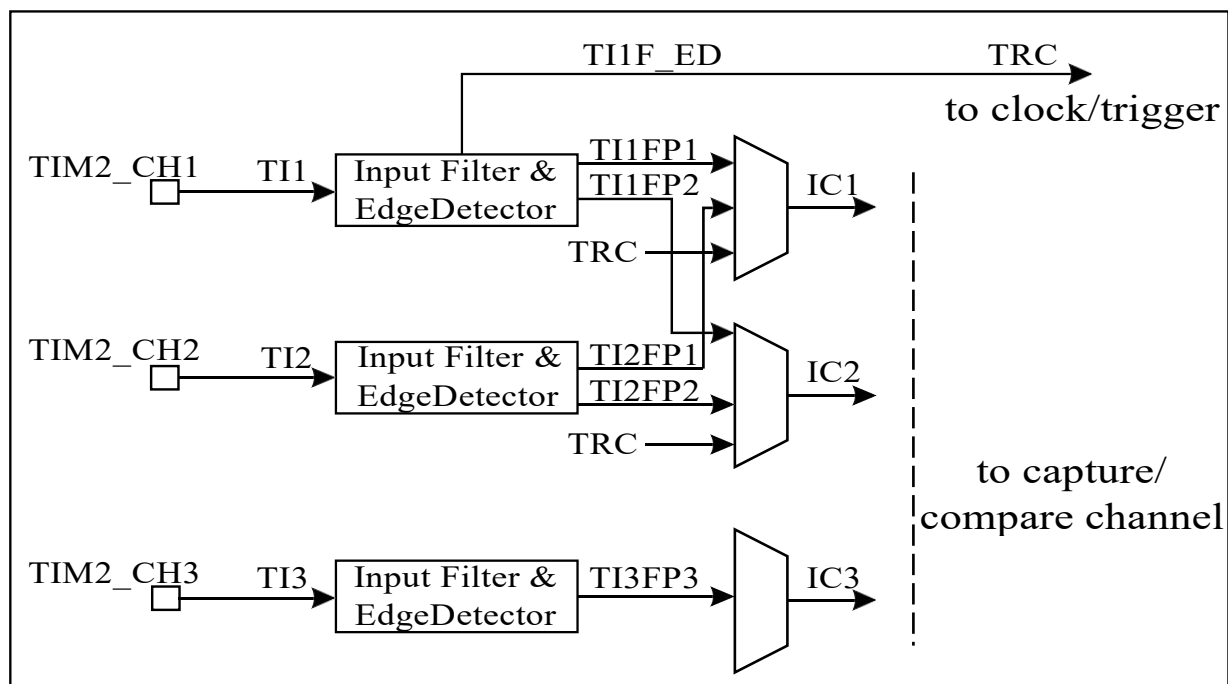 TI1F_ED
TRC
to clock/trigger
TIM2_CH1
TI1
Input Filter &
EdgeDetector
TI1FP1
TI1FP2
TRC
IC1
TIM2_CH2
TI2
Input Filter &
EdgeDetector
TI2FP1
TI2FP2
TRC
IC2
to capture/
compare channel
TIM2_CH3
TI3
Input Filter &
EdgeDetector
TI3FP3
IC3